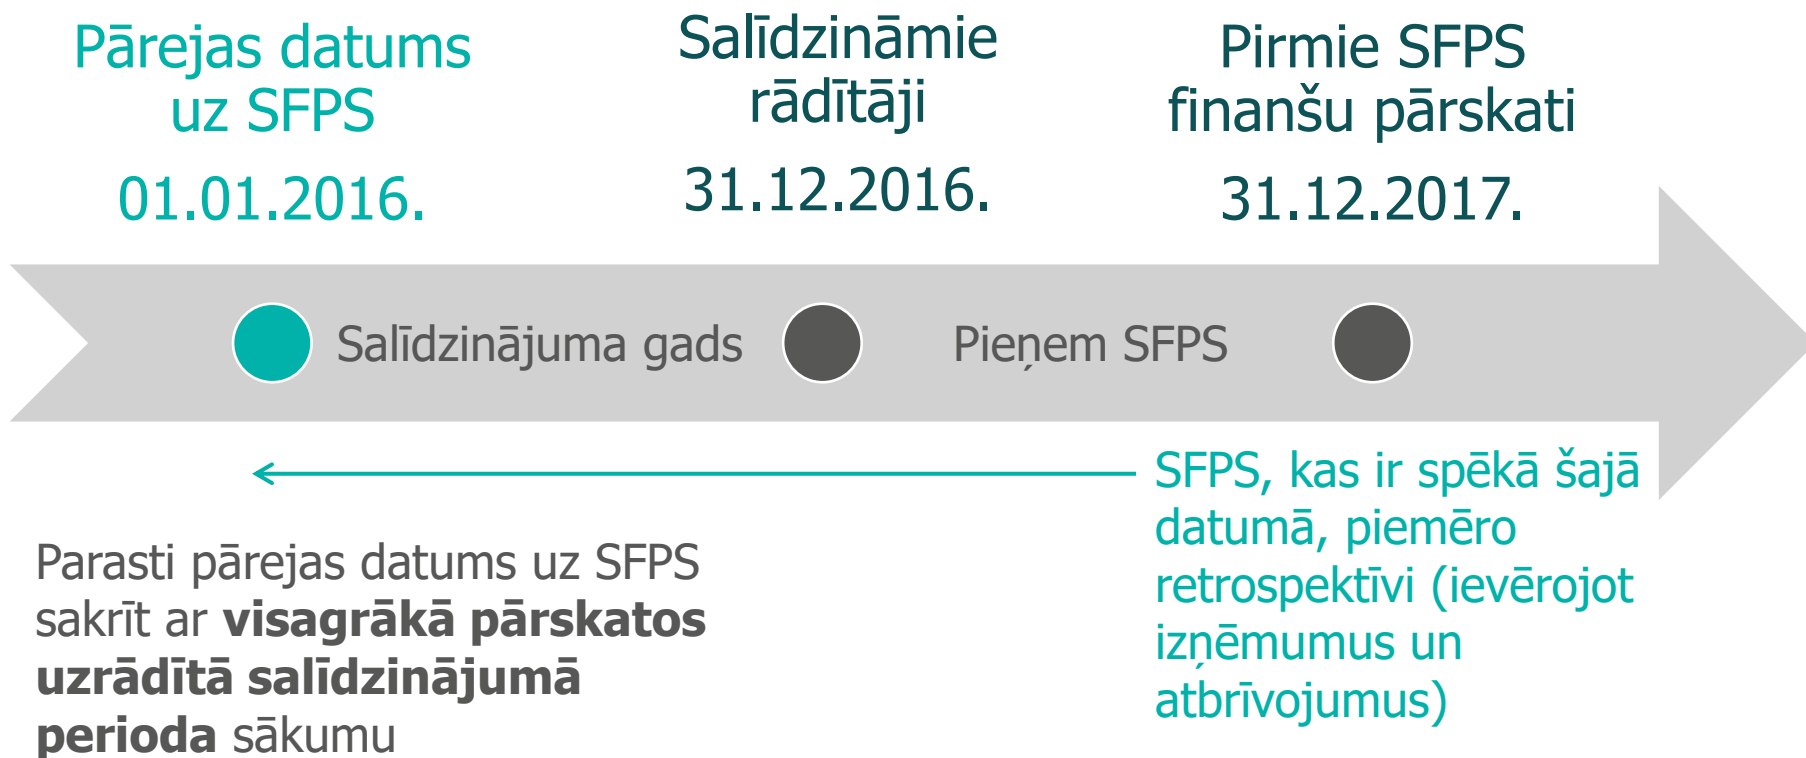 Pārejas datums
uz SFPS
01.01.2016.
Salīdzināmie
rādītāji
31.12.2016.
Pirmie SFPS
finanšu pārskati
31.12.2017.
Salīdzinājuma gads
Pieņem SFPS
SFPS, kas ir spēkā šajā
datumā, piemēro
retrospektīvi (ievērojot
izņēmumus un
atbrīvojumus)
Parasti pārejas datums uz SFPS
sakrīt ar visagrākā pārskatos
uzrādītā salīdzinājumā
perioda sākumu